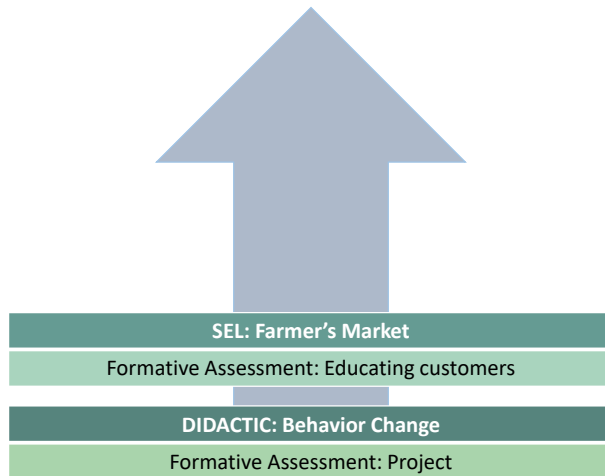 SEL: Farmer’s Market
Formative Assessment: Educating customers
DIDACTIC: Behavior Change
Formative Assessment: Project